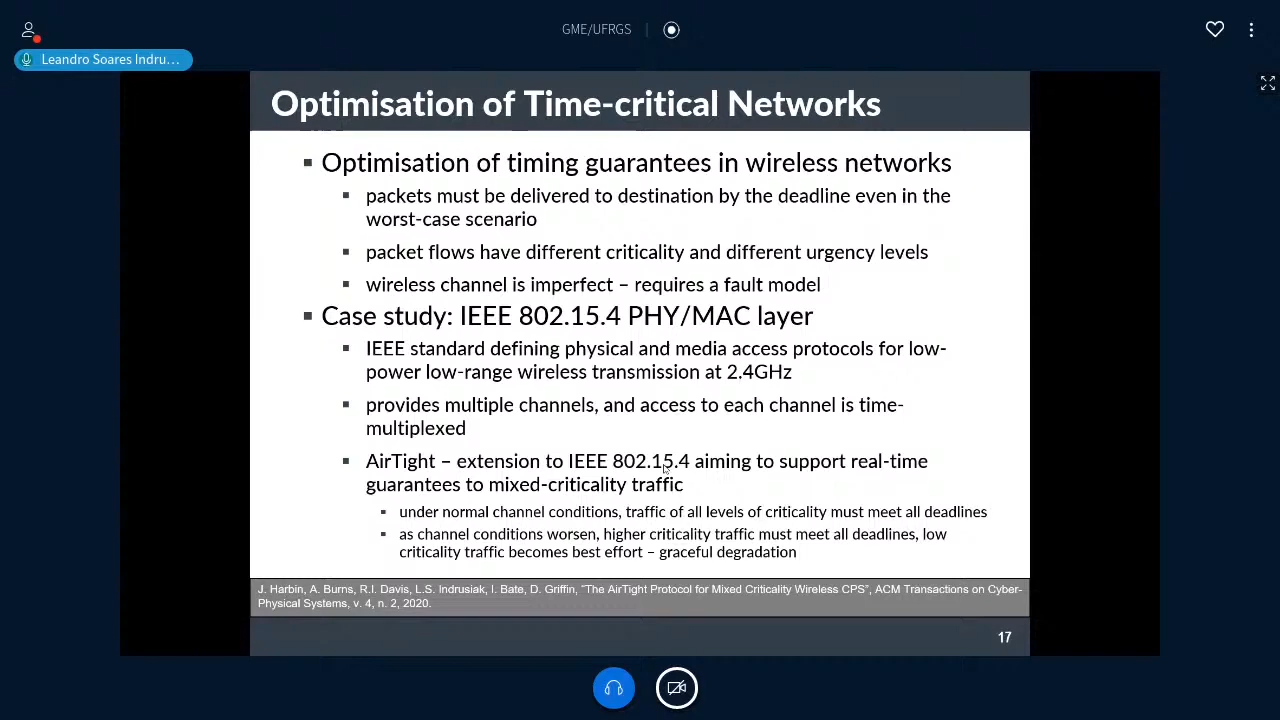 GME/UFRGS
Leandro Soares Indru...
Optimisation of Time-critical Networks
Optimisation of timing guarantees in wireless networks
packets must be delivered to destination by the deadline even in the
worst-case scenario
packet flows have different criticality and different urgency levels
wireless channel is imperfect – requires a fault model
Case study: IEEE 802.15.4 PHY/MAC layer
IEEE standard defining physical and media access protocols for low-
power low-range wireless transmission at 2.4GHz
provides multiple channels, and access to each channel is time-
multiplexed
AirTight – extension to IEEE 802.15.4 aiming to support real-time
guarantees to mixed-criticality traffic
under normal channel conditions, traffic of all levels of criticality must meet all deadlines
as channel conditions worsen, higher criticality traffic must meet all deadlines, low
criticality traffic becomes best effort – graceful degradation
J. Harbin, A. Burns, R.I. Davis, L.S. Indrusiak, I. Bate, D. Griffin, "The AirTight Protocol for Mixed Criticality Wireless CPS", ACM Transactions on Cyber-
Physical Systems, v. 4, n. 2, 2020.
17